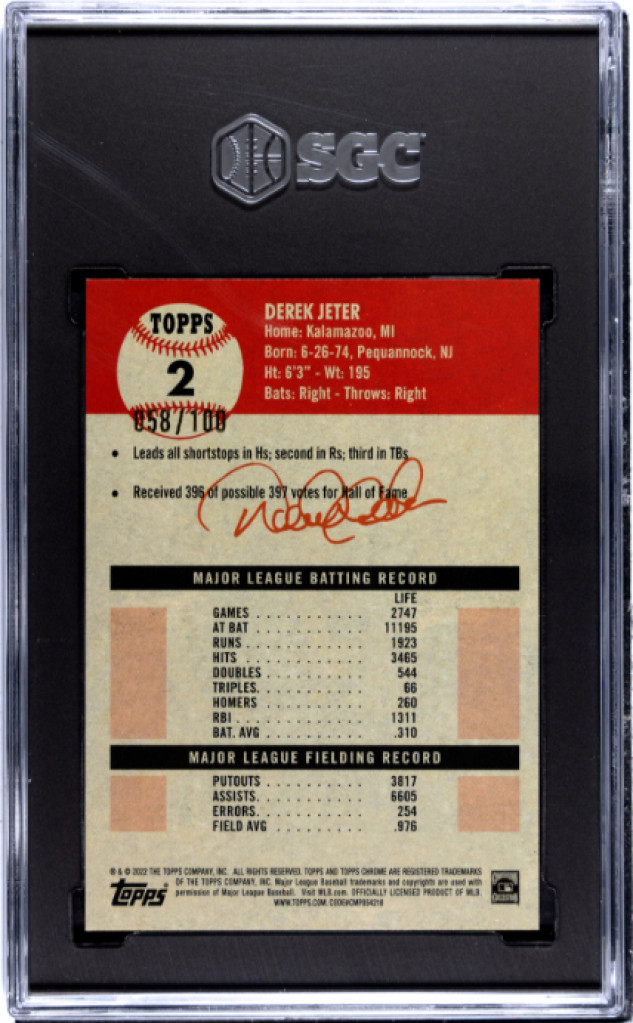 SGC
TOPPS
2
058/100
DEREK JETER
Home: Kalamazoo, MI
Born: 6-26-74, Pequannock, NJ
Ht: 6'3" - Wt: 195
Bats: Right - Throws: Right
• Leads all shortstops in Hs; second in Rs; third in TBs
• Received 396 of possible 397 votes for Hall of Fame
MAJOR LEAGUE BATTING RECORD
LIFE
GAMES . . . . . . . . . . . 2747
AT BAT . . . . . . . . . . . 11195
RUNS . . . . . . . . . . . 1923
HITS . . . . . . . . . . . 3465
DOUBLES . . . . . . . . . . 544
TRIPLES. . . . . . . . . . . 66
HOMERS . . . . . . . . . . 260
RBI . . . . . . . . . . . . 1311
BAT. AVG . . . . . . . . . . .310
MAJOR LEAGUE FIELDING RECORD
PUTOUTS . . . . . . . . . . 3817
ASSISTS. . . . . . . . . . . 6605
ERRORS. . . . . . . . . . . 254
FIELD AVG . . . . . . . . . .976
® & © 2022 THE TOPPS COMPANY, INC. ALL RIGHTS RESERVED. TOPPS AND TOPPS CHROME ARE REGISTERED TRADEMARKS
OF THE TOPPS COMPANY, INC. Major League Baseball trademarks and copyrights are used with
permission of Major League Baseball. Visit MLB.com. OFFICIALLY LICENSED PRODUCT OF MLB.
WWW.TOPPS.COM. CODE#CMP054218
TOPPS®